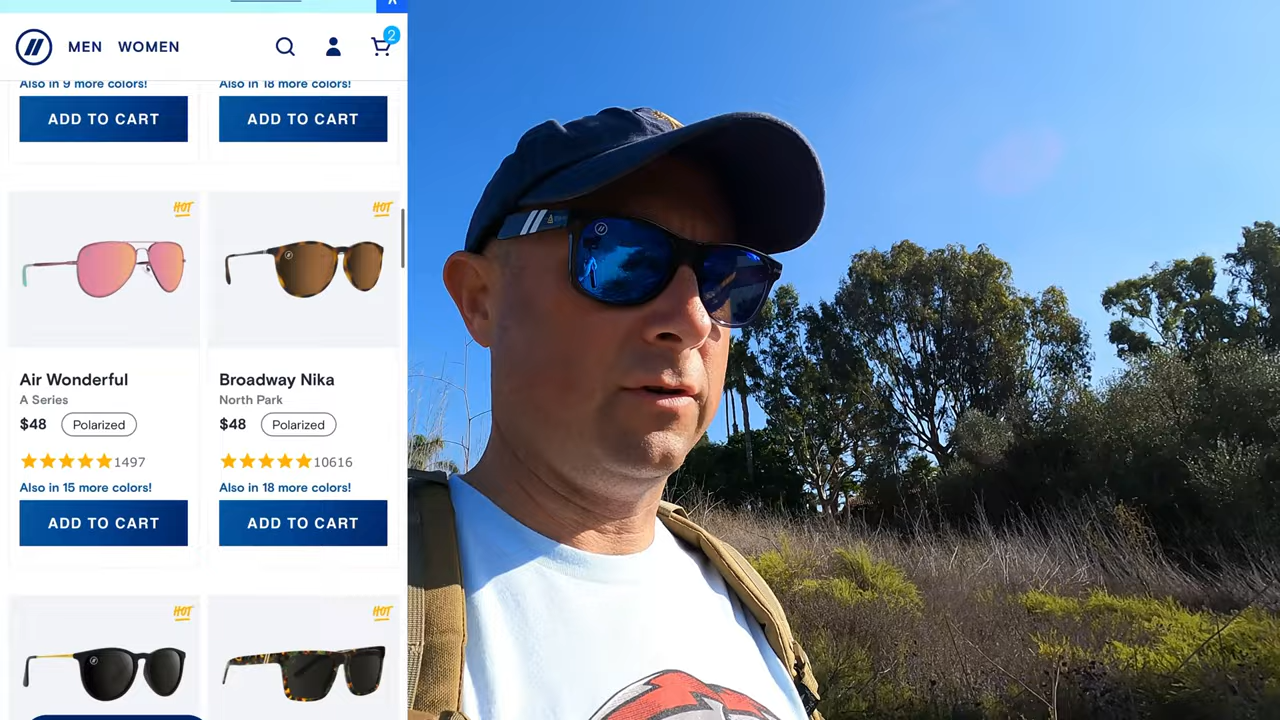 MEN WOMEN
2
Also in 9 more colors!
Also in 18 more colors!
ADD TO CART
ADD TO CART
HOT
HOT
Air Wonderful
A Series
$48 Polarized
1497
Also in 15 more colors!
ADD TO CART
Broadway Nika
North Park
$48 Polarized
10616
Also in 18 more colors!
ADD TO CART
HOT
HOT